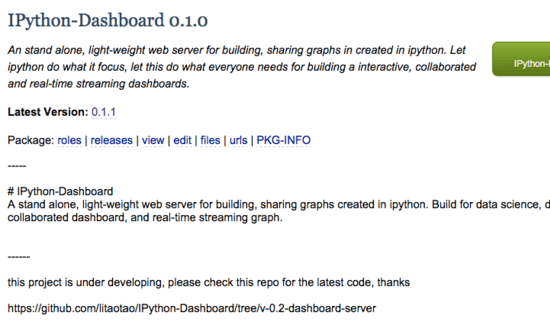 IPython-Dashboard 0.1.0
An stand alone, light-weight web server for building, sharing graphs in created in ipython. Let
ipython do what it focus, let this do what everyone needs for building a interactive, collaborated
and real-time streaming dashboards.
IPython-
Latest Version: 0.1.1
Package: roles | releases | view | edit | files | urls | PKG-INFO
-----
# IPython-Dashboard
A stand alone, light-weight web server for building, sharing graphs created in ipython. Build for data science,
collaborated dashboard, and real-time streaming graph.
------
this project is under developing, please check this repo for the latest code, thanks
https://github.com/litaotao/IPython-Dashboard/tree/v-0.2-dashboard-server